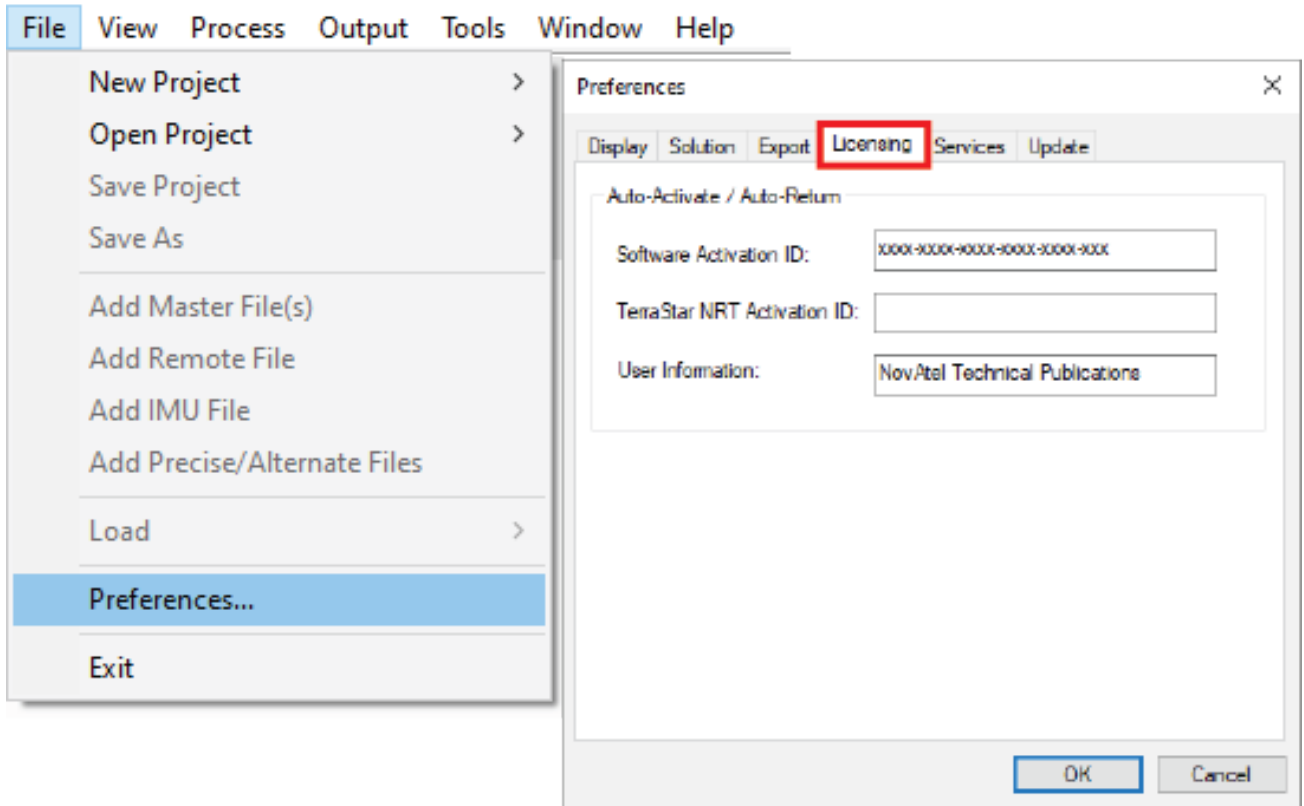 File View Process Output Tools Window Help
New Project
Open Project
Save Project
Save As
Add Master File(s)
Add Remote File
Add IMU File
Add Precise/Alternate Files
Load
Preferences...
Exit
Preferences
Display Solution Export Licensing Services Update
Auto-Activate / Auto-Return
Software Activation ID: xxxx-xxxx-xxxx-xxxx-xxxx-xxx
TerraStar NRT Activation ID:
User Information: NovAtel Technical Publications
OK Cancel